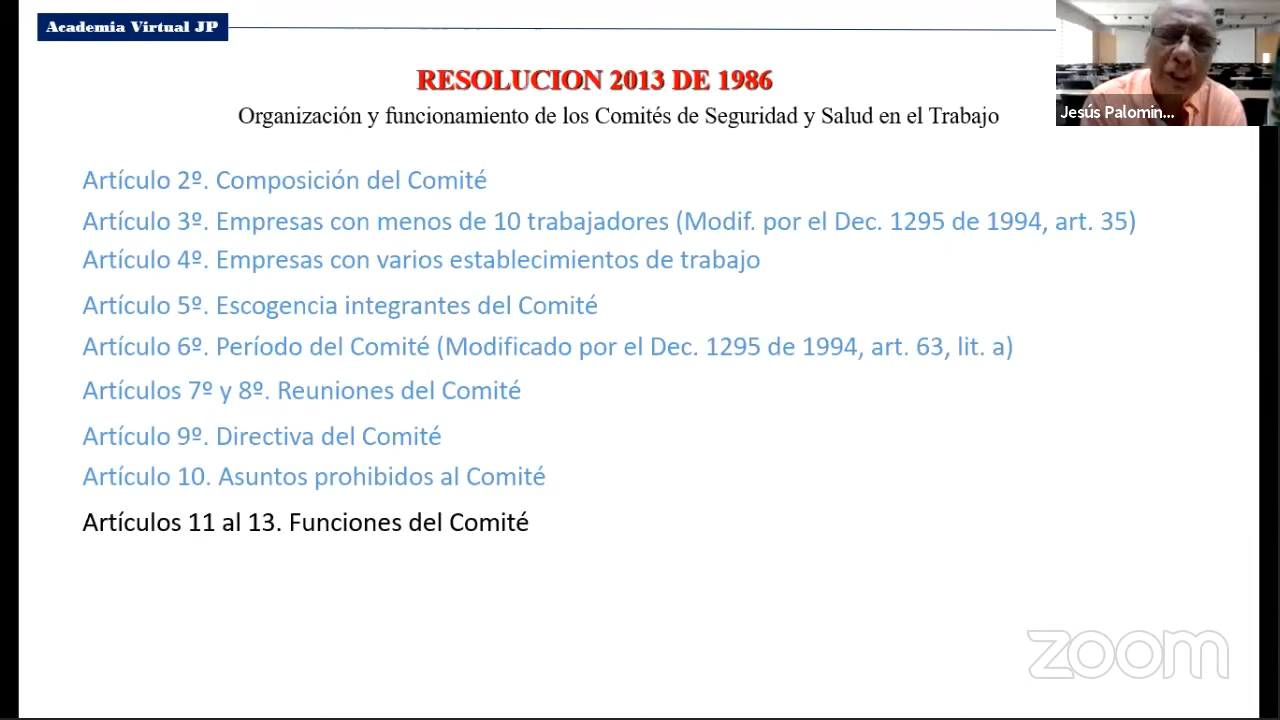 Academia Virtual JP
RESOLUCION 2013 DE 1986
Organización y funcionamiento de los Comités de Seguridad y Salud en el Trabajo
Jesús Palomin...
Artículo 2º. Composición del Comité
Artículo 3º. Empresas con menos de 10 trabajadores (Modif. por el Dec. 1295 de 1994, art. 35)
Artículo 4º. Empresas con varios establecimientos de trabajo
Artículo 5º. Escogencia integrantes del Comité
Artículo 6º. Período del Comité (Modificado por el Dec. 1295 de 1994, art. 63, lit. a)
Artículos 7º y 8º. Reuniones del Comité
Artículo 9º. Directiva del Comité
Artículo 10. Asuntos prohibidos al Comité
Artículos 11 al 13. Funciones del Comité
zoom